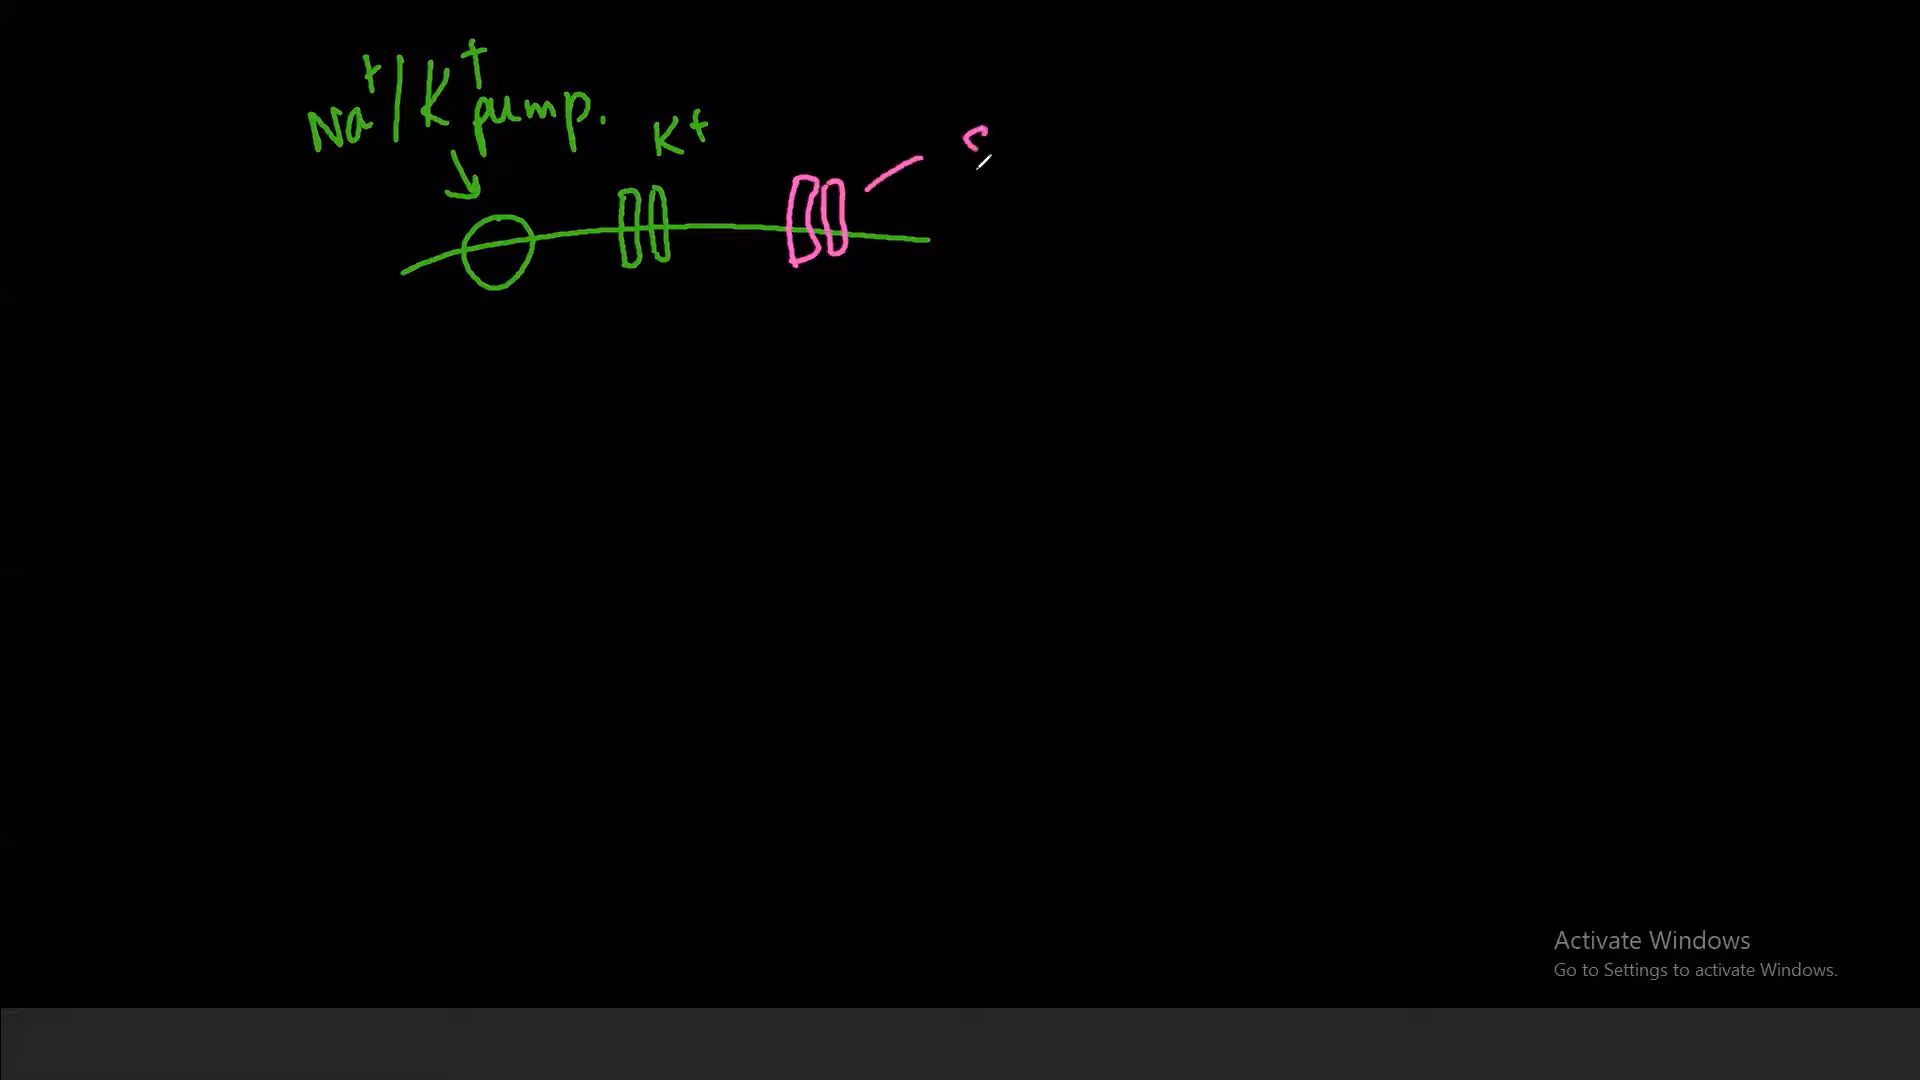 Na⁺/K⁺ pump.
K⁺
Activate Windows
Go to Settings to activate Windows.